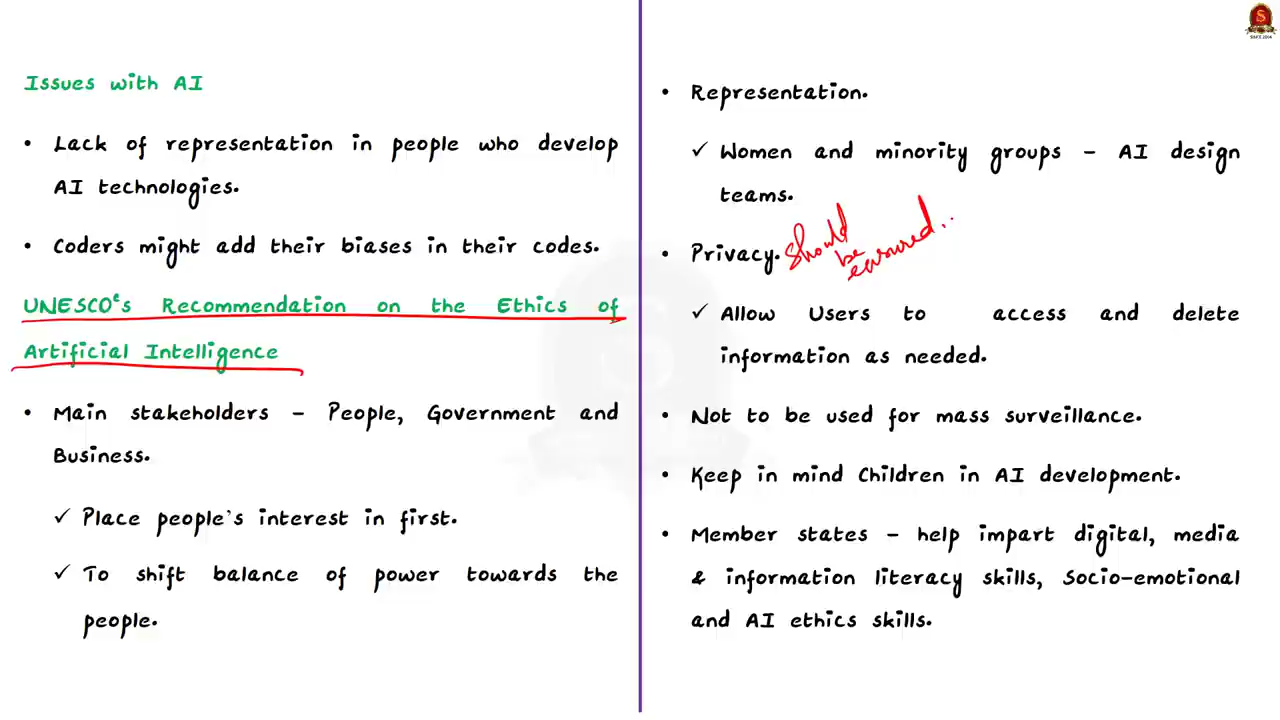 Issues with AI
• Lack of representation in people who develop
AI technologies.
• Coders might add their biases in their codes.
UNESCO's Recommendation on the Ethics of
Artificial Intelligence
• Main stakeholders – People, Government and
Business.
✓ Place people's interest in first.
✓ To shift balance of power towards the
people.
• Representation.
✓ Women and minority groups – AI design
teams.
• Privacy. should
be
ensured..
✓ Allow Users to access and delete
information as needed.
• Not to be used for mass surveillance.
• Keep in mind Children in AI development.
• Member states – help impart digital, media
& information literacy skills, Socio-emotional
and AI ethics skills.